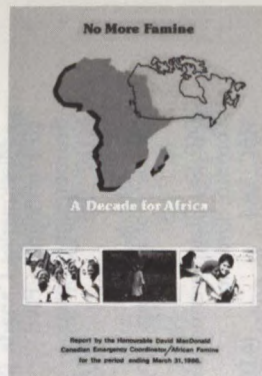 No More Famine
A Decade for Africa
Report by the Honourable David MacDonald
Canadian Emergency Coordinator/African Famine
for the period ending March 31, 1986.